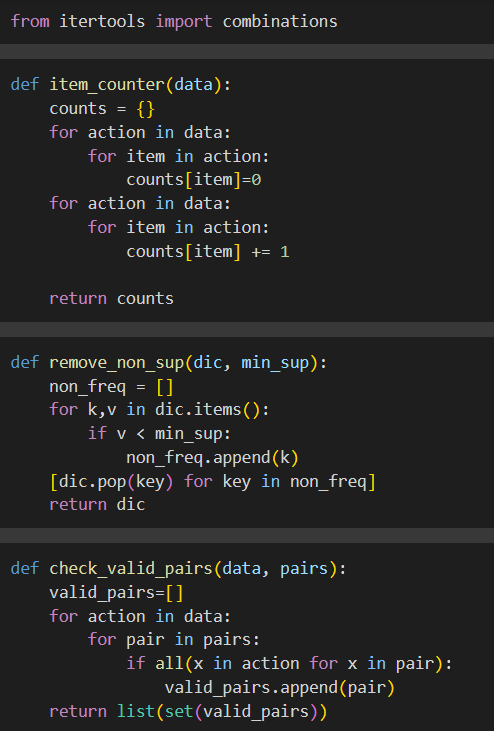 from itertools import combinations
def item_counter(data):
    counts = {}
    for action in data:
        for item in action:
            counts[item]=0
    for action in data:
        for item in action:
            counts[item] += 1
    return counts
def remove_non_sup(dic, min_sup):
    non_freq = []
    for k,v in dic.items():
        if v < min_sup:
            non_freq.append(k)
    [dic.pop(key) for key in non_freq]
    return dic
def check_valid_pairs(data, pairs):
    valid_pairs=[]
    for action in data:
        for pair in pairs:
            if all(x in action for x in pair):
                valid_pairs.append(pair)
    return list(set(valid_pairs))